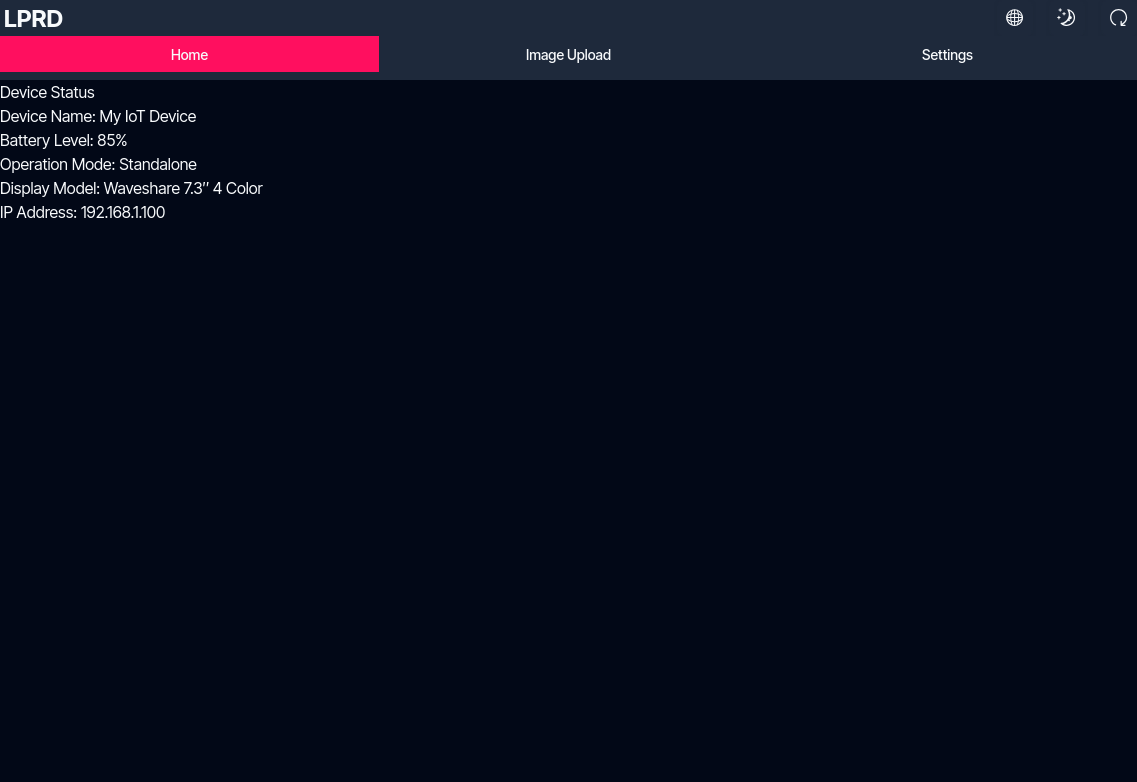 LPRD
Home Image Upload Settings
Device Status
Device Name: My IoT Device
Battery Level: 85%
Operation Mode: Standalone
Display Model: Waveshare 7.3″ 4 Color
IP Address: 192.168.1.100